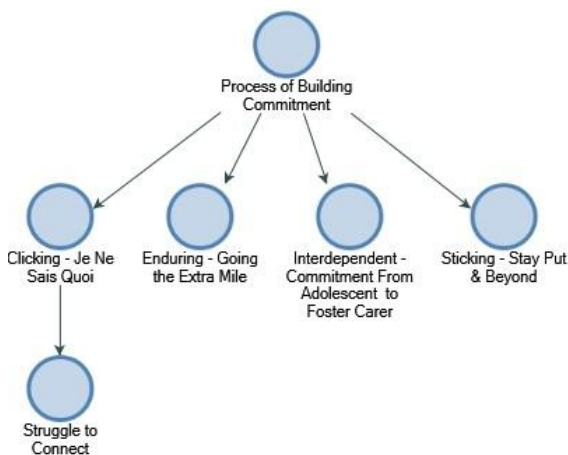 Process of Building
Commitment
Clicking - Je Ne
Sais Quoi
Enduring - Going
the Extra Mile
Interdependent -
Commitment From
Adolescent to
Foster Carer
Sticking - Stay Put
& Beyond
Struggle to
Connect